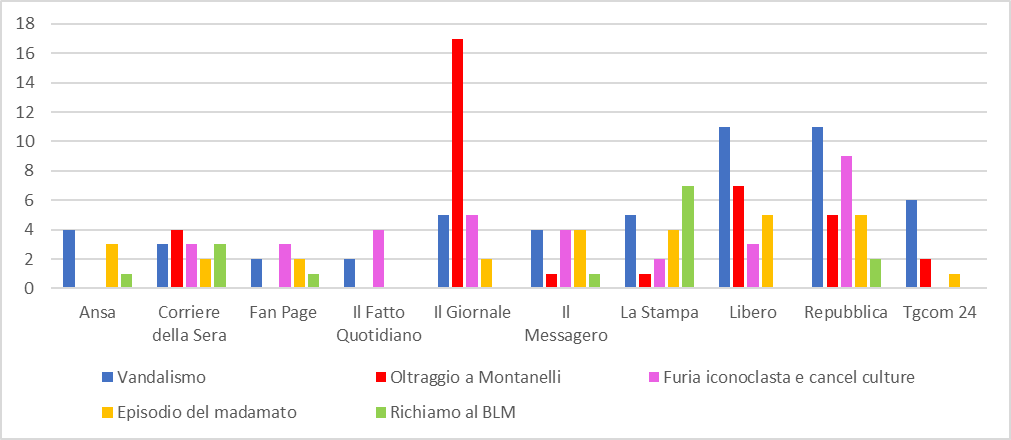 18
16
14
12
10
8
6
4
2
0
Ansa
Corriere della Sera
Fan Page
Il Fatto Quotidiano
Il Giornale
Il Messagero
La Stampa
Libero
Repubblica
Tgcom 24
Vandalismo
Oltraggio a Montanelli
Furia iconoclasta e cancel culture
Episodio del madamato
Richiamo al BLM